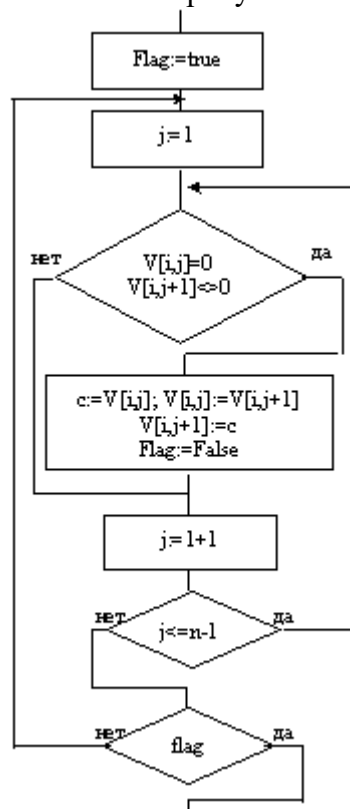 Flag:=true
j:= 1
нет
да
V[i,j]=0
V[i,j+1]<>0
c:=V[i,j]; V[i,j]:=V[i,j+1]
V[i,j+1]:=c
Flag:=False
j:= 1+1
нет
да
j<=n-1
нет
да
flag